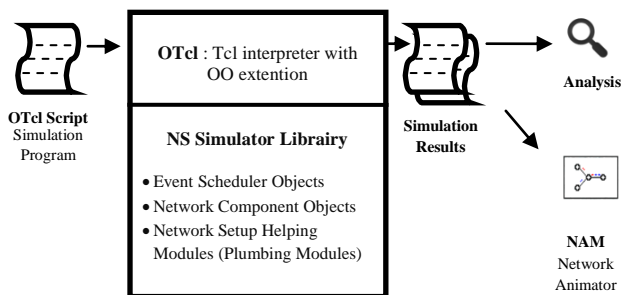 OTcl Script
Simulation
Program
OTcl : Tcl interpreter with
OO extention
NS Simulator Librairy
• Event Scheduler Objects
• Network Component Objects
• Network Setup Helping
Modules (Plumbing Modules)
Simulation
Results
Analysis
NAM
Network
Animator